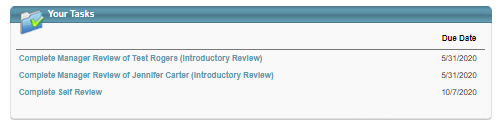 Your Tasks
Due Date
Complete Manager Review of Test Rogers (Introductory Review) 5/31/2020
Complete Manager Review of Jennifer Carter (Introductory Review) 5/31/2020
Complete Self Review 10/7/2020